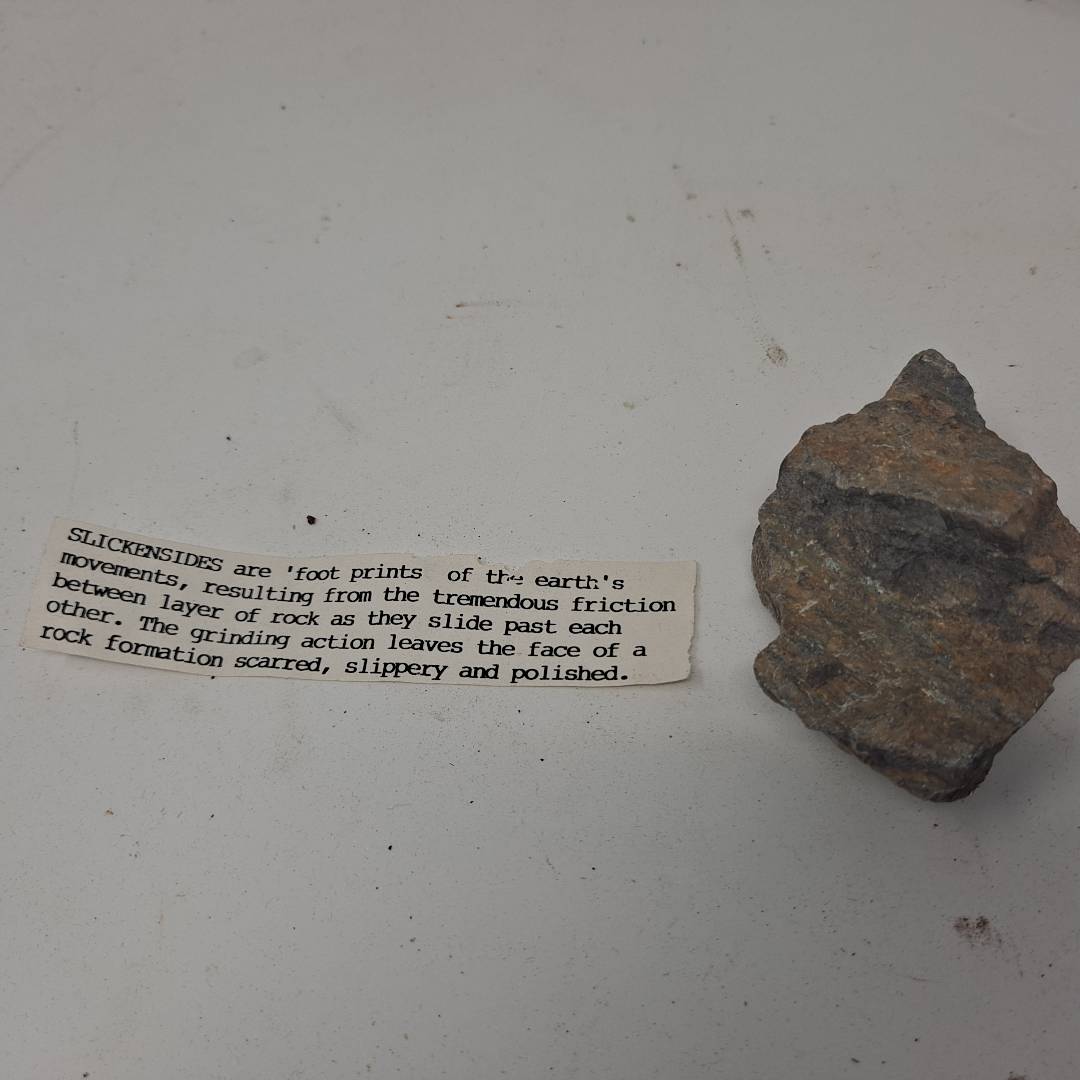 SLICKENSIDES are 'foot prints  of the earth's
movements, resulting from the tremendous friction
between layer of rock as they slide past each
other. The grinding action leaves the face of a
rock formation scarred, slippery and polished.